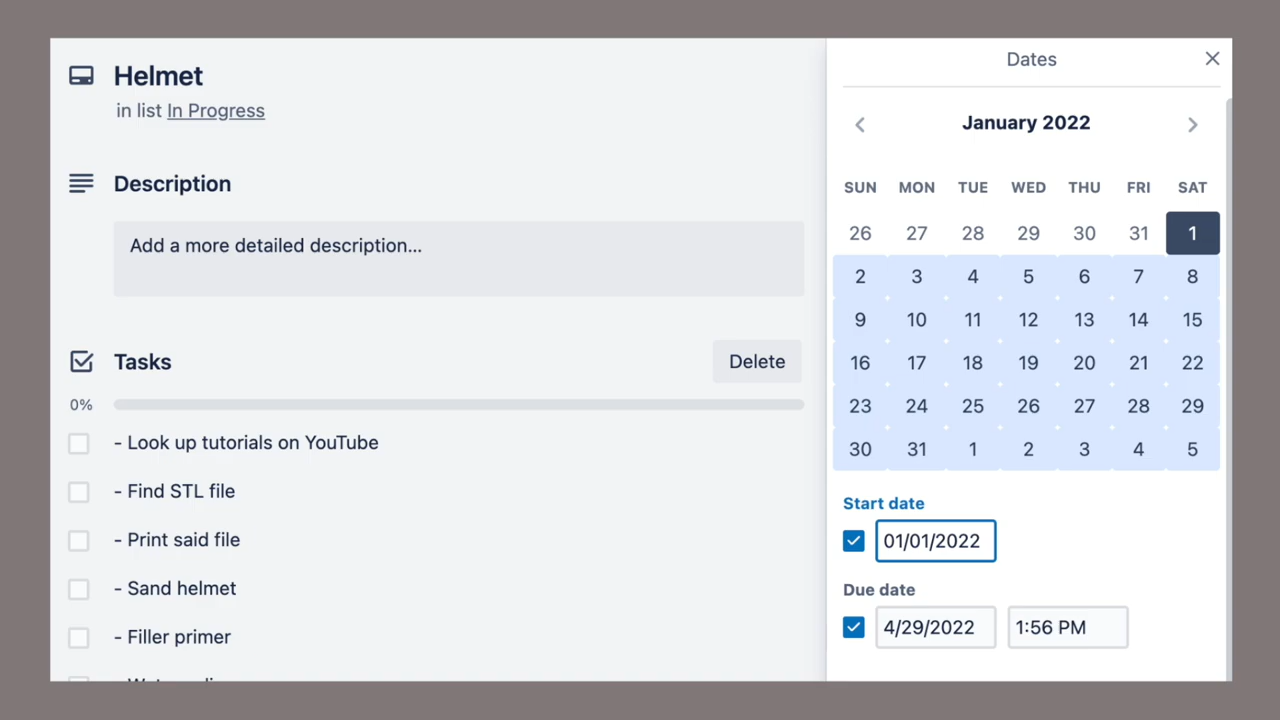 Helmet
in list In Progress
Description
Add a more detailed description...
Tasks
Delete
0%
- Look up tutorials on YouTube
- Find STL file
- Print said file
- Sand helmet
- Filler primer
Dates
January 2022
SUN MON TUE WED THU FRI SAT
26 27 28 29 30 31 1
2 3 4 5 6 7 8
9 10 11 12 13 14 15
16 17 18 19 20 21 22
23 24 25 26 27 28 29
30 31 1 2 3 4 5
Start date
01/01/2022
Due date
4/29/2022 1:56 PM